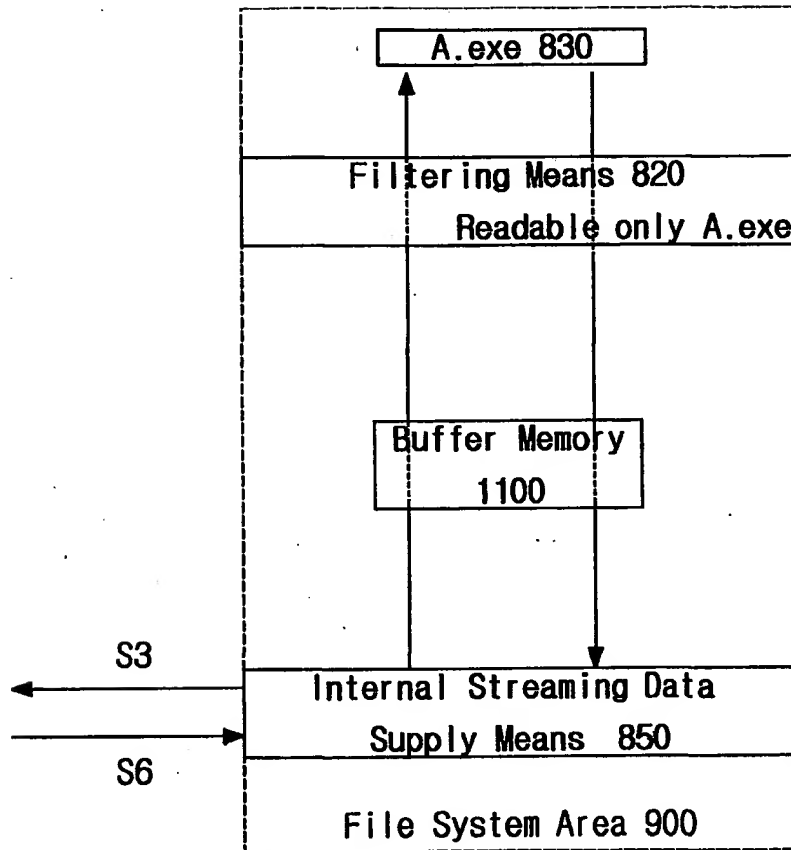 A.exe 830
Filtering Means 820
Readable only A.exe
Buffer Memory
1100
S3
Internal Streaming Data
Supply Means 850
S6
File System Area 900